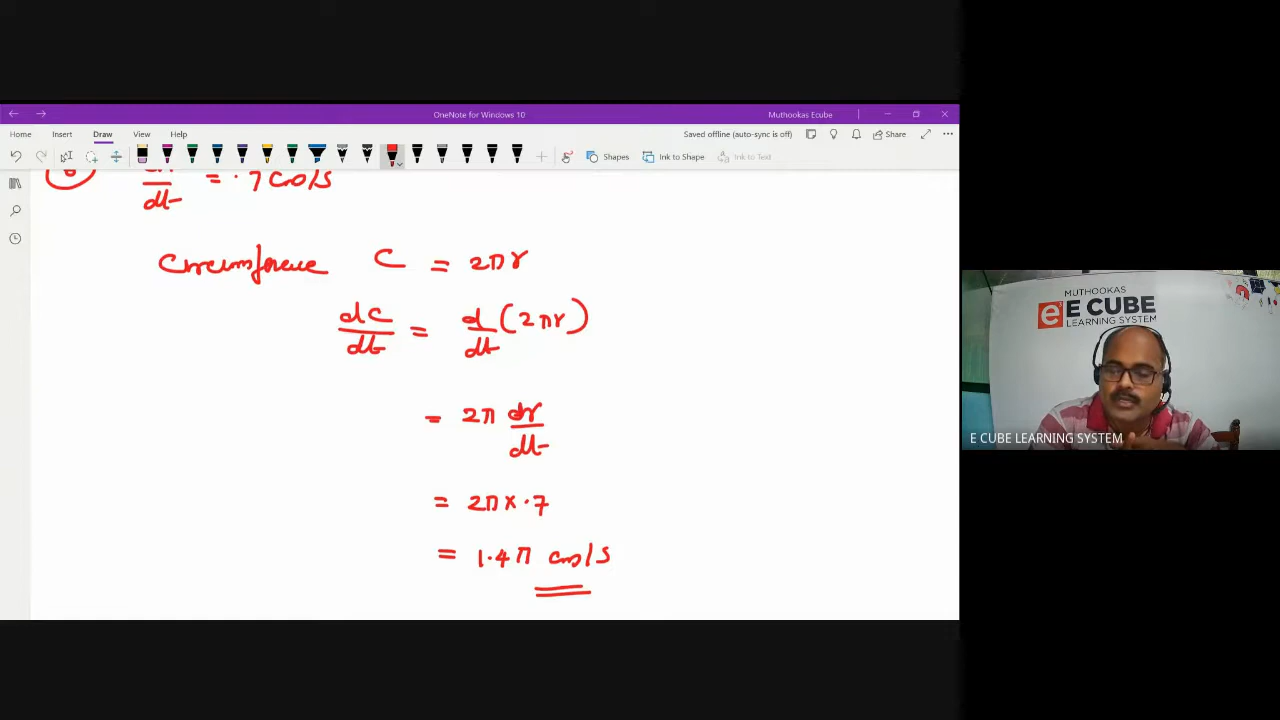 OneNote for Windows 10
Muthookas Ecube
Home Insert Draw View Help
Saved offline (auto-sync is off) Share
Shapes Ink to Shape Ink to Text
6
dt = .7 cm/s
Circumference C = 2πr
dC/dt = d/dt (2πr)
= 2π dr/dt
= 2π × .7
= 1.4π cm/s
MUTHOOKAS
e E CUBE
LEARNING SYSTEM
E CUBE LEARNING SYSTEM